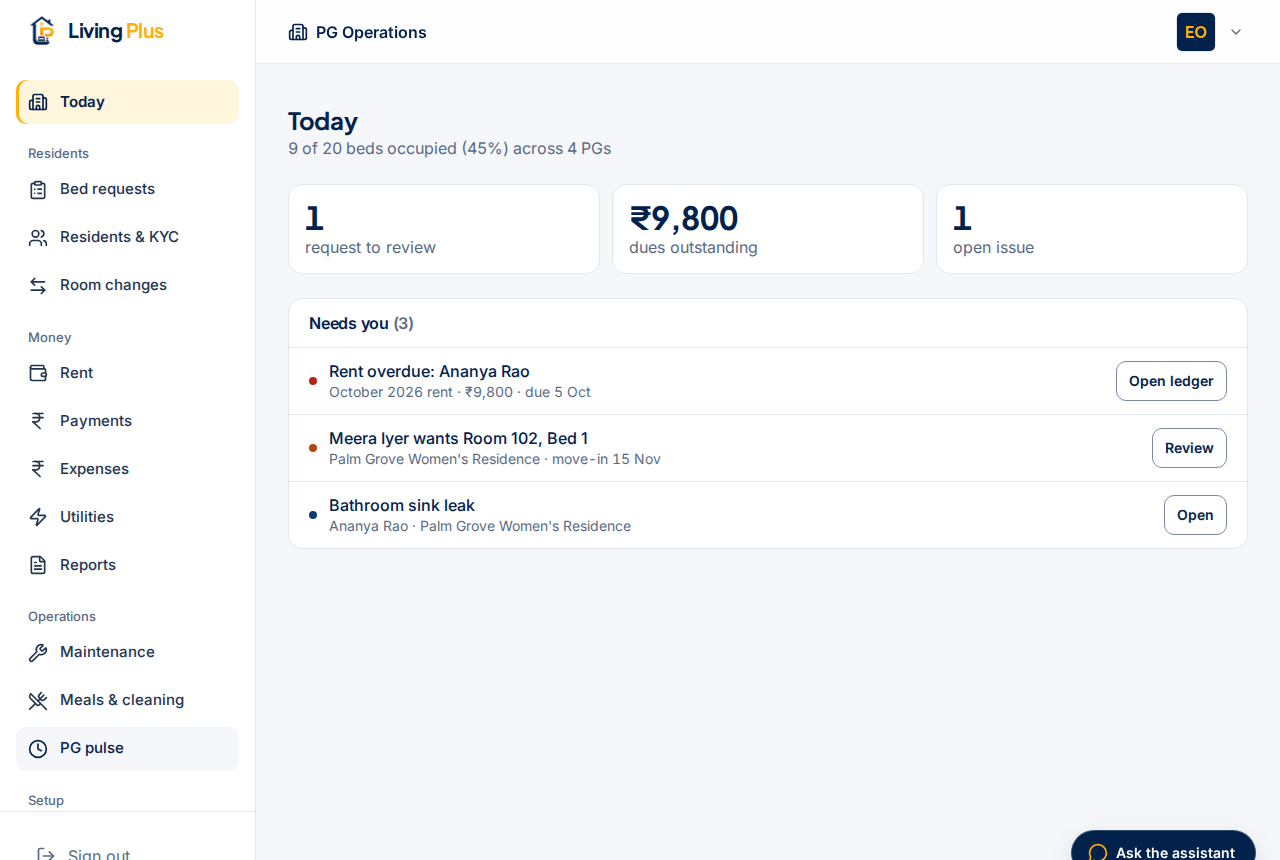 Living Plus
PG Operations
EO
Today
Residents
Bed requests
Residents & KYC
Room changes
Money
Rent
Payments
Expenses
Utilities
Reports
Operations
Maintenance
Meals & cleaning
PG pulse
Setup
Sign out
Today
9 of 20 beds occupied (45%) across 4 PGs
1
request to review
₹9,800
dues outstanding
1
open issue
Needs you (3)
Rent overdue: Ananya Rao
October 2026 rent · ₹9,800 · due 5 Oct
Open ledger
Meera Iyer wants Room 102, Bed 1
Palm Grove Women's Residence · move-in 15 Nov
Review
Bathroom sink leak
Ananya Rao · Palm Grove Women's Residence
Open
Ask the assistant